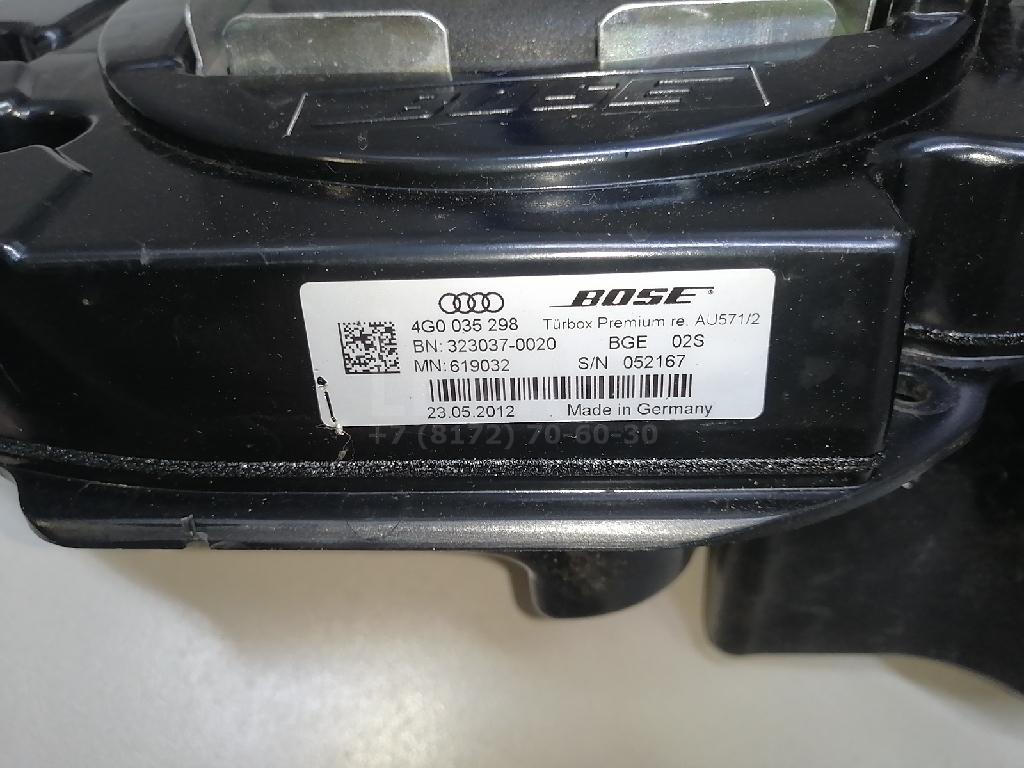 BOSE
BOSE®
4G0 035 298 Türbox Premium re. AU571/2
BN: 323037-0020 BGE 02S
MN: 619032 S/N 052167
23.05.2012 Made in Germany
+7 (8172) 70-60-30